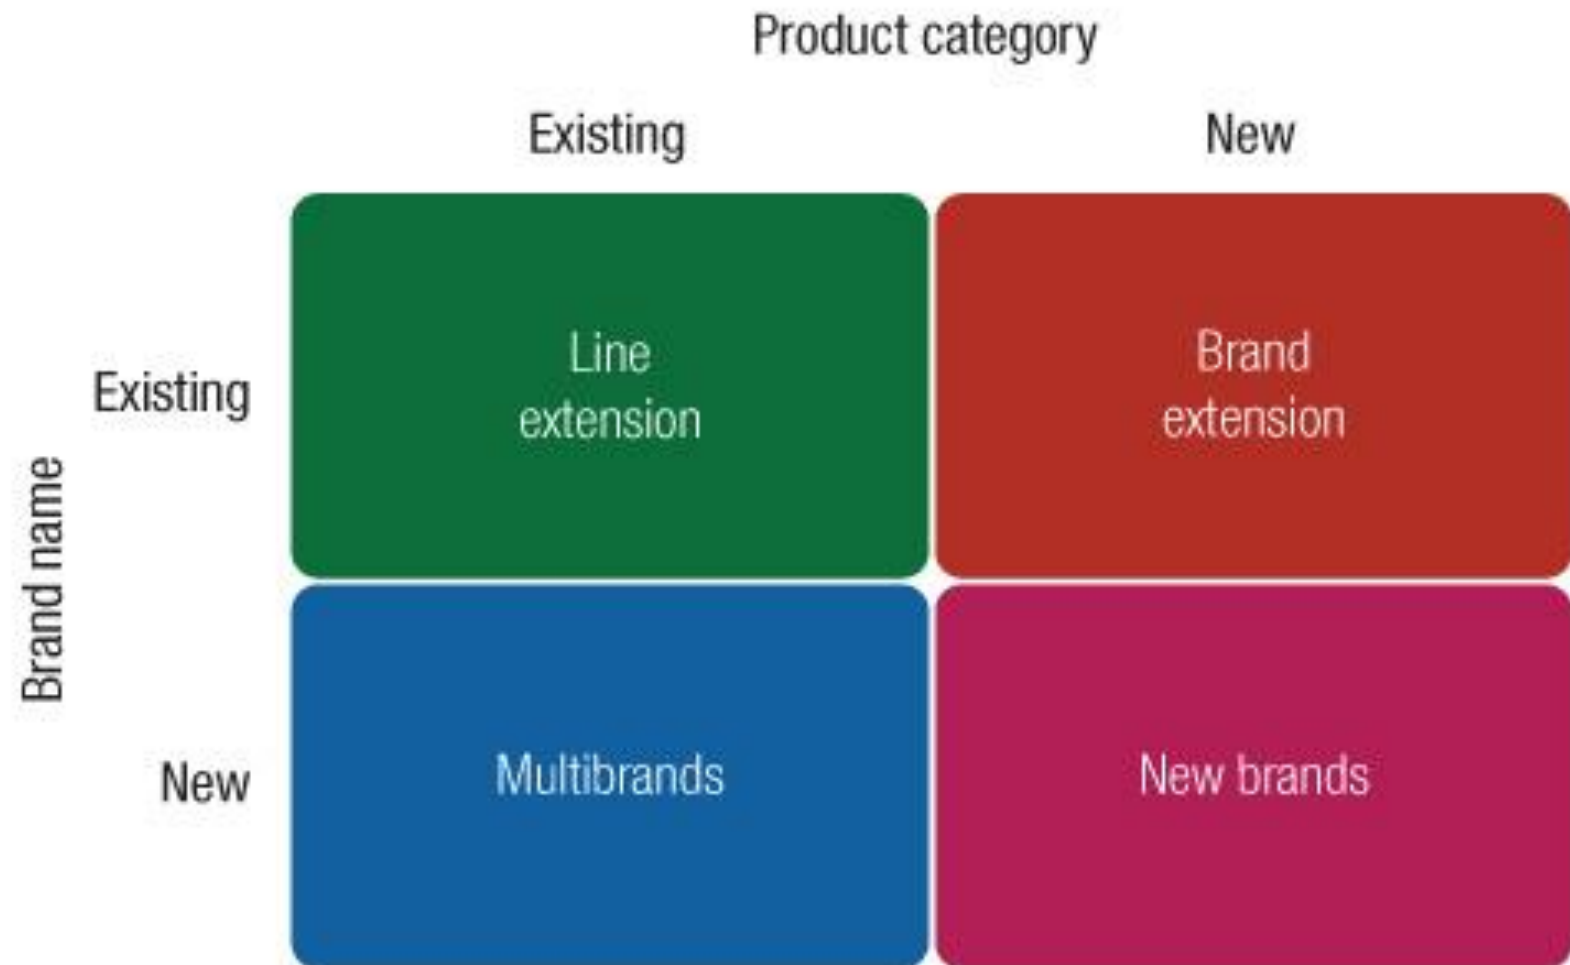 Product category
Existing
New
Existing
Line
extension
Brand
extension
Brand name
New
Multibrands
New brands